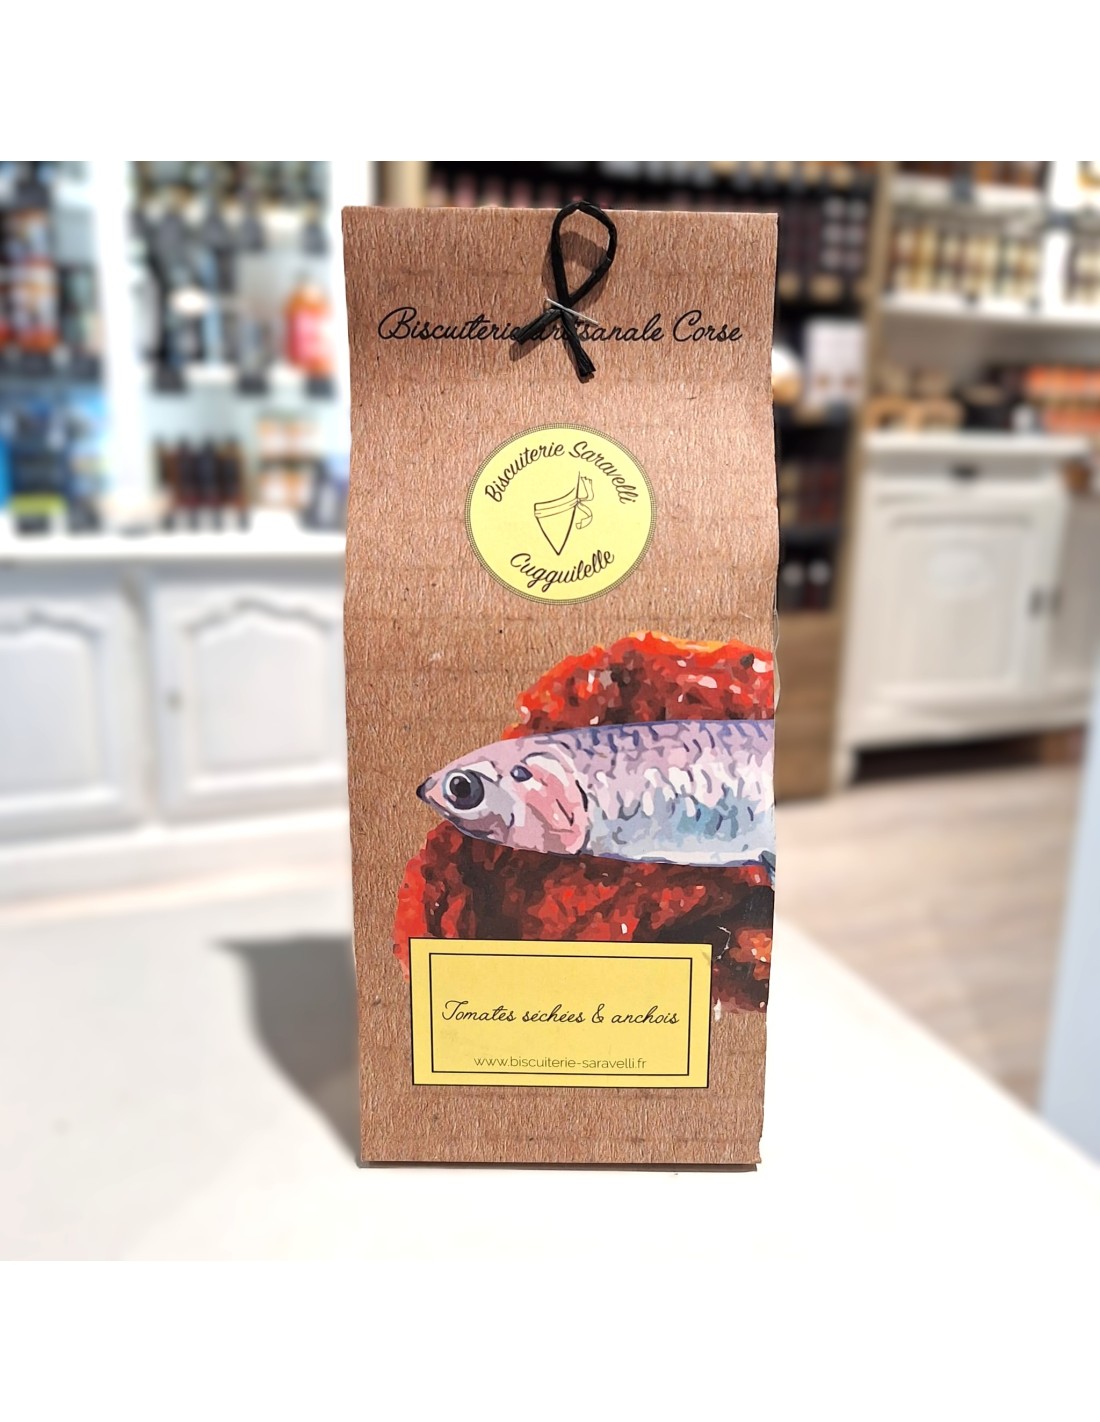 Biscuiterie artisanale Corse
Biscuiterie Saravelli
Cugguilelle
Tomates séchées & anchois
www.biscuiterie-saravelli.fr